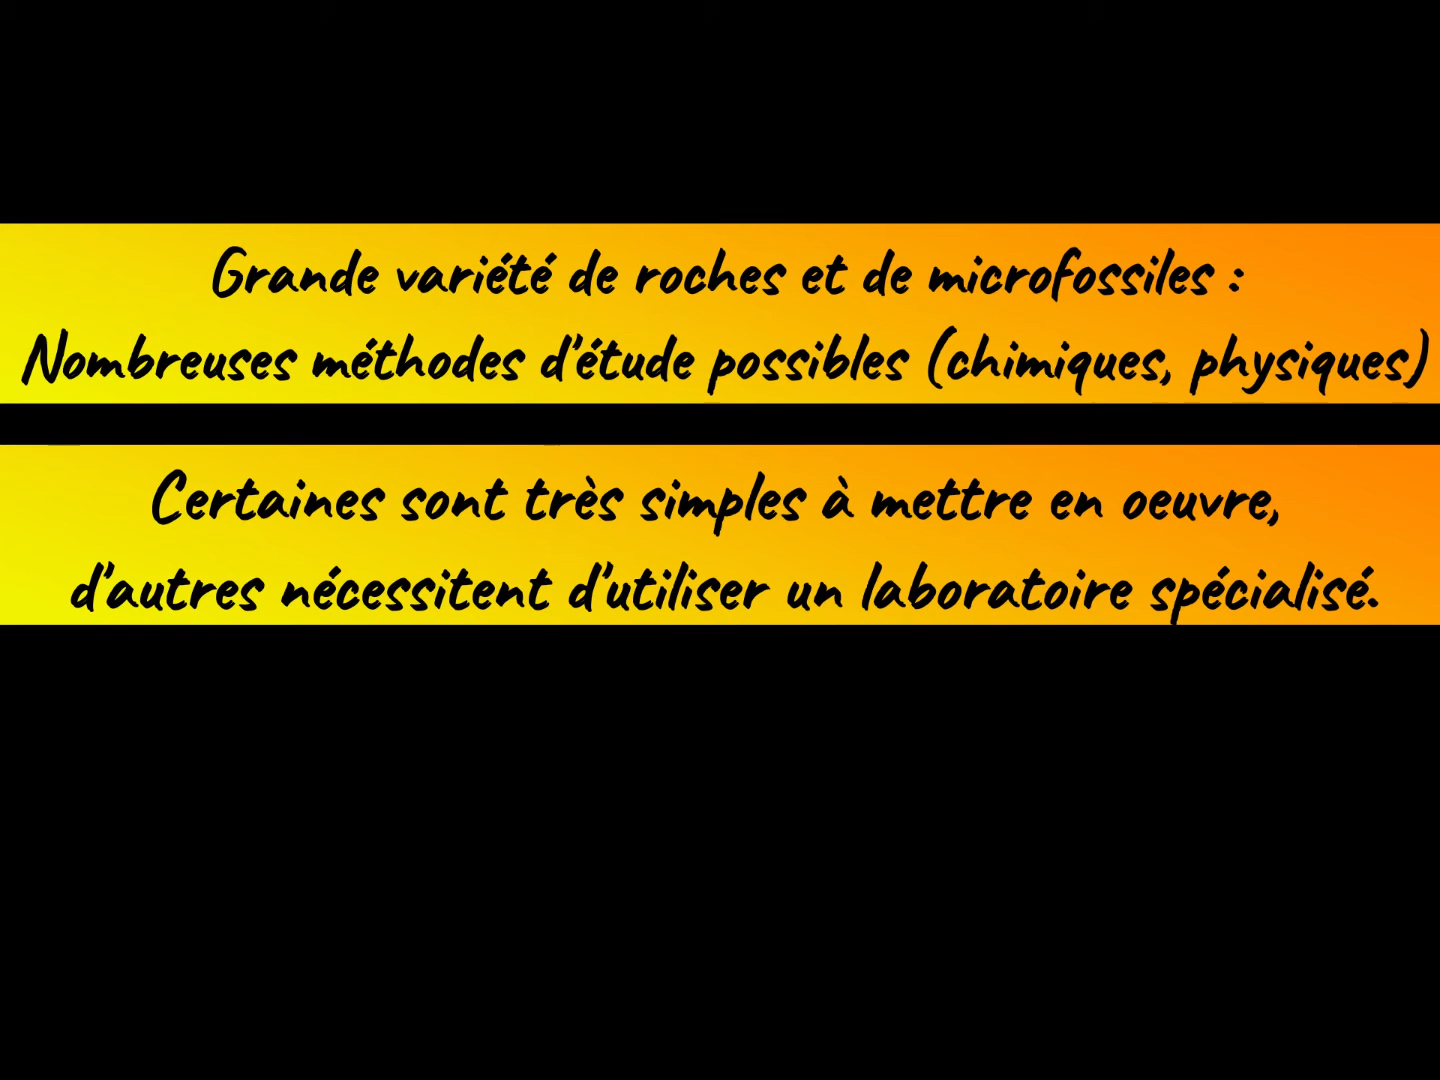 Grande variété de roches et de microfossiles :
Nombreuses méthodes d'étude possibles (chimiques, physiques)
Certaines sont très simples à mettre en oeuvre,
d'autres nécessitent d'utiliser un laboratoire spécialisé.